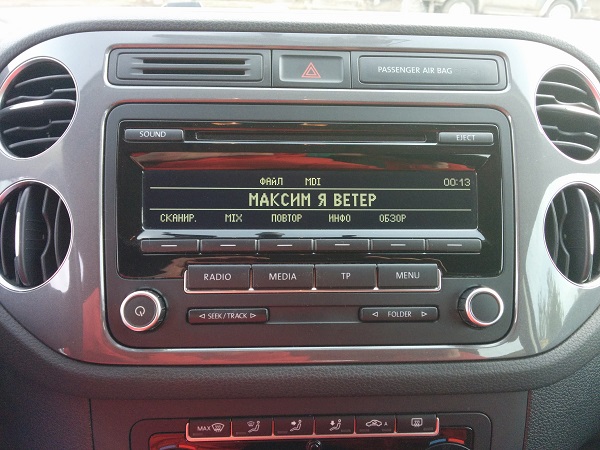 PASSENGER AIR BAG
SOUND
EJECT
ФАЙЛ MDI 00:13
МАКСИМ Я ВЕТЕР
СКАНИР. MIX ПОВТОР ИНФО ОБЗОР
RADIO MEDIA TP MENU
SEEK/TRACK FOLDER
MAX A